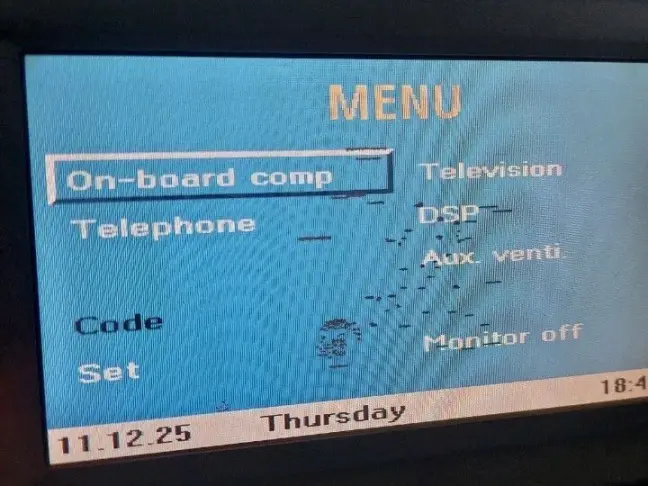 MENU
On-board comp
Television
Telephone
DSP
Aux. venti.
Code
Monitor off
Set
11.12.25
Thursday
18:4